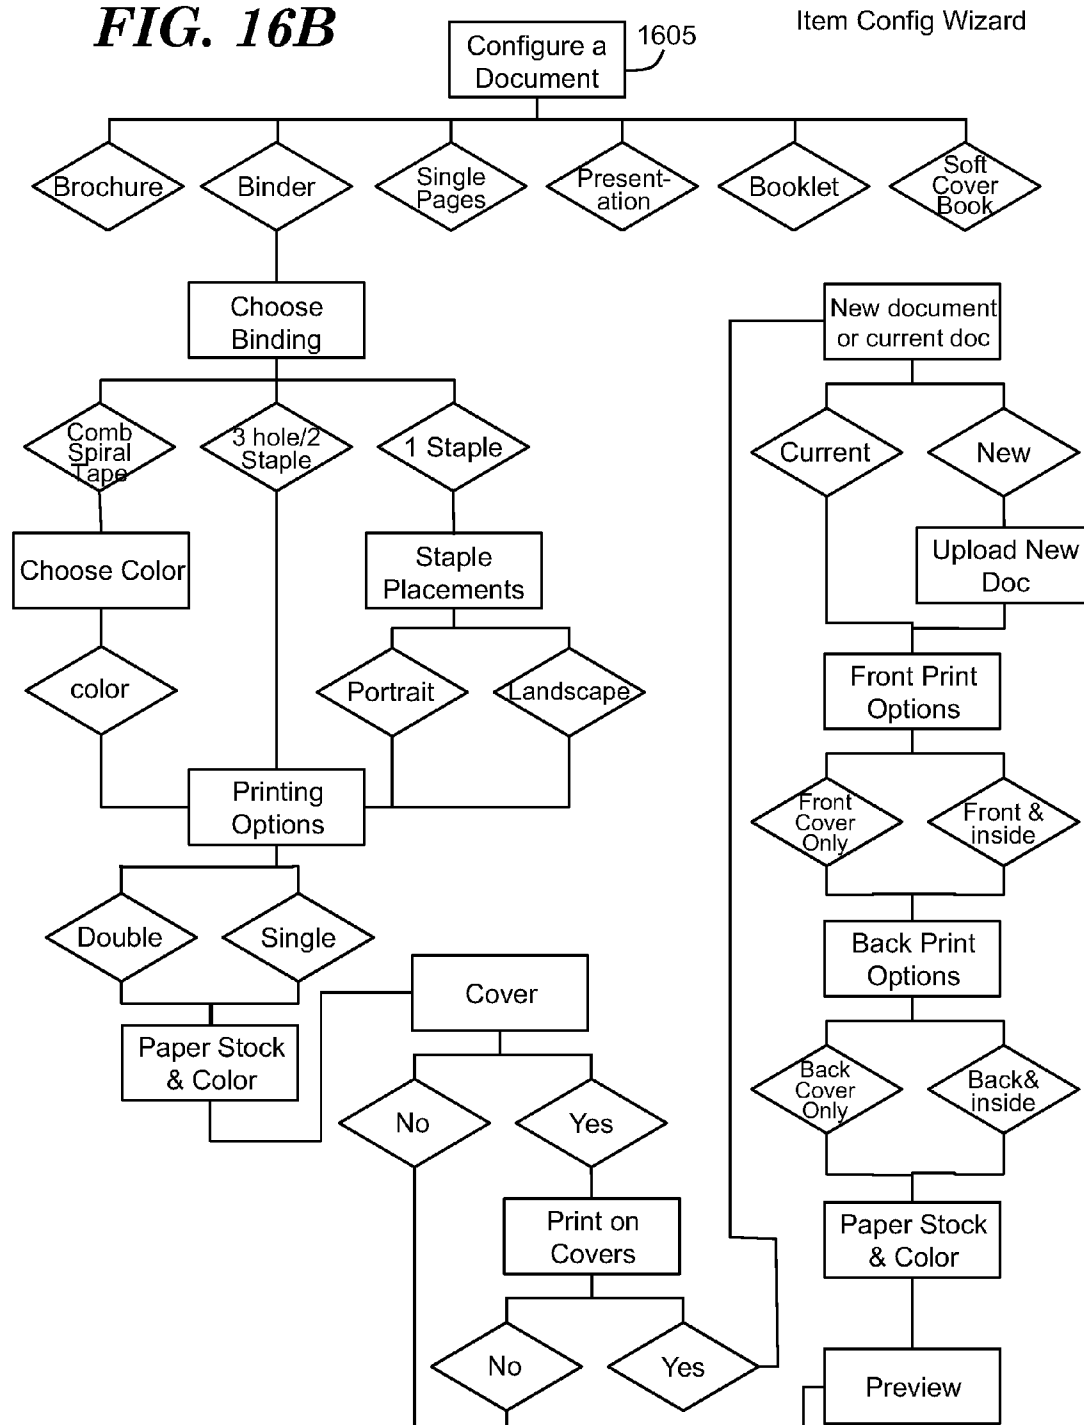 FIG. 16B
Item Config Wizard
Configure a
Document
1605
Brochure
Binder
Single
Pages
Present-
ation
Booklet
Soft
Cover
Book
Choose
Binding
Comb
Spiral
Tape
3 hole/2
Staple
1 Staple
Choose Color
Staple
Placements
color
Portrait
Landscape
Printing
Options
Double
Single
Paper Stock
& Color
Cover
No
Yes
Print on
Covers
No
Yes
New document
or current doc
Current
New
Upload New
Doc
Front Print
Options
Front
Cover
Only
Front &
inside
Back Print
Options
Back
Cover
Only
Back&
inside
Paper Stock
& Color
Preview